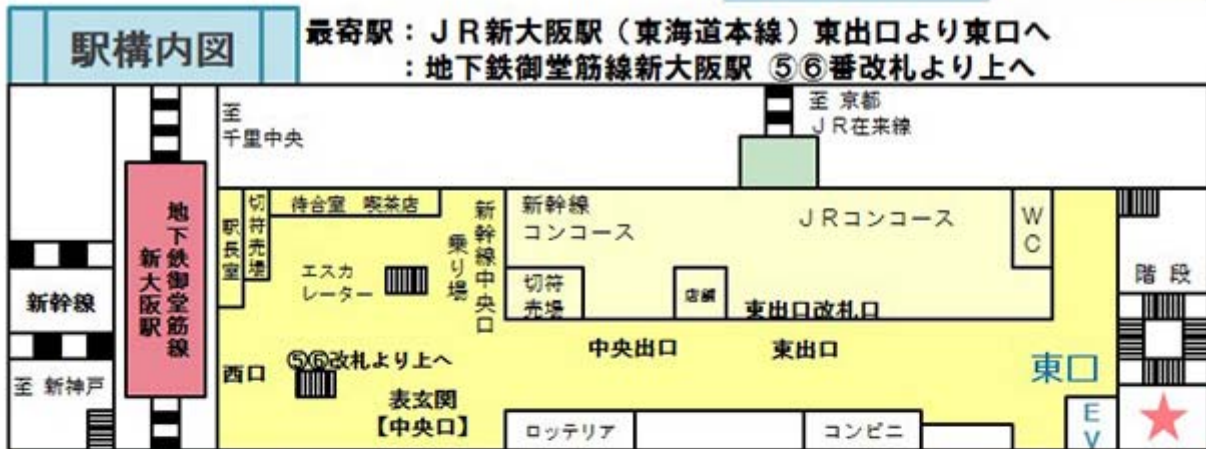 駅構内図
最寄駅：ＪＲ新大阪駅（東海道本線）東出口より東口へ
：地下鉄御堂筋線新大阪駅 ⑤⑥番改札より上へ
至
千里中央
至 京都
ＪＲ在来線
地下鉄御堂筋線
新大阪駅
新幹線
至 新神戸
駅長室
切符売場
待合室 喫茶店
エスカ
レーター
新幹線中央口
乗り場
新幹線
コンコース
ＪＲコンコース
WC
切符
売場
店舗
東出口改札口
階段
中央出口
東出口
⑤⑥改札より上へ
西口
表玄関
【中央口】
東口
ロッテリア
コンビニ
EV